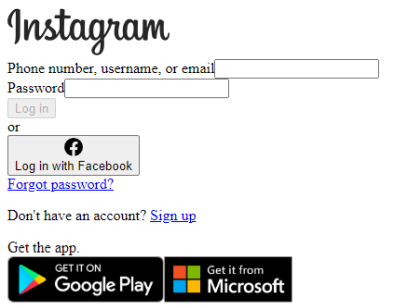 Instagram
Phone number, username, or email
Password
Log in
or
Log in with Facebook
Forgot password?
Don't have an account? Sign up
Get the app.
GET IT ON Google Play Get it from Microsoft